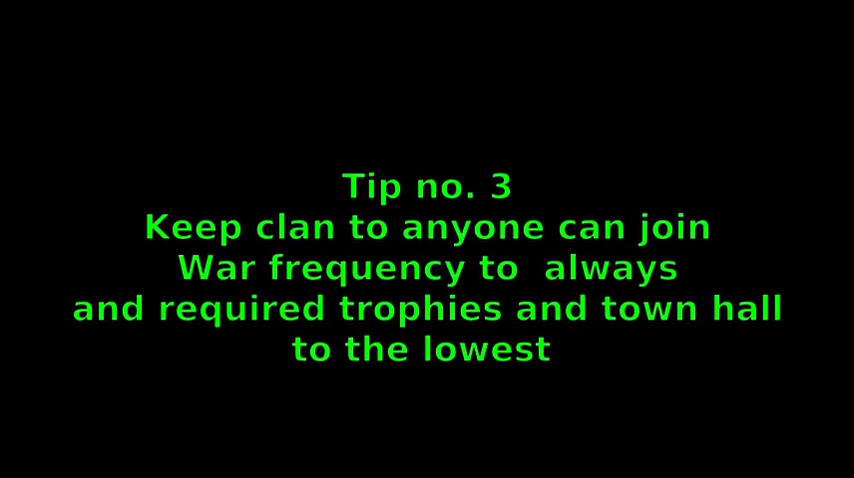 Tip no. 3
Keep clan to anyone can join
War frequency to  always
and required trophies and town hall
to the lowest